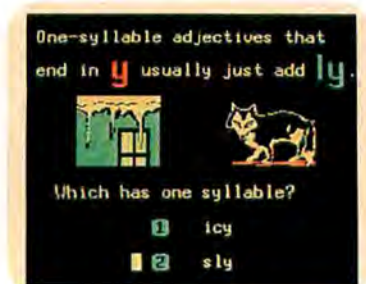 One-syllable adjectives that
end in y usually just add ly.
Which has one syllable?
1 icy
2 sly